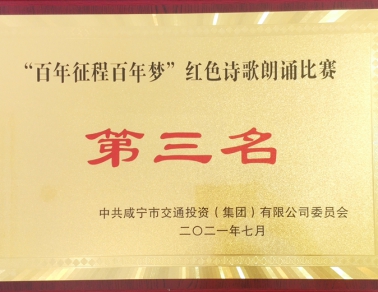 “百年征程百年梦”红色诗歌朗诵比赛
第三名
中共咸宁市交通投资（集团）有限公司委员会
二〇二一年七月